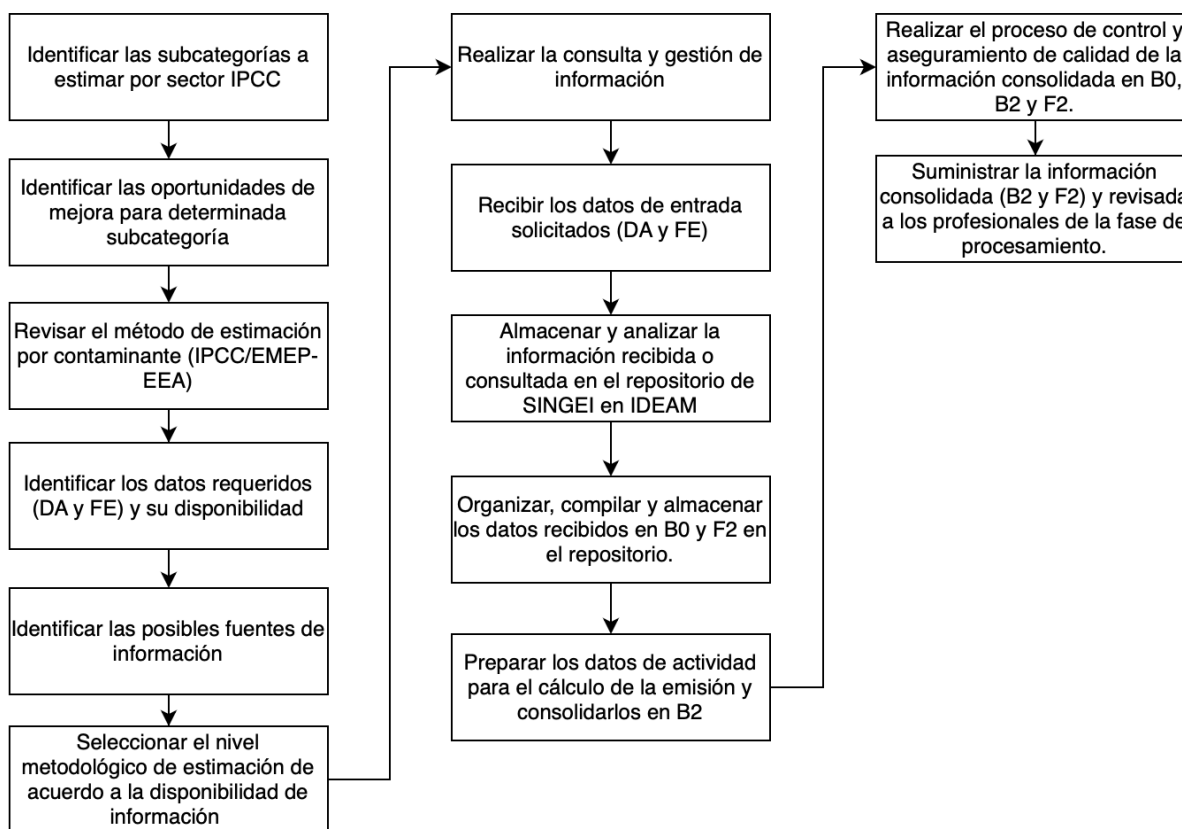 Identificar las subcategorías a
estimar por sector IPCC
Identificar las oportunidades de
mejora para determinada
subcategoría
Revisar el método de estimación
por contaminante (IPCC/EMEP-
EEA)
Identificar los datos requeridos
(DA y FE) y su disponibilidad
Identificar las posibles fuentes de
información
Seleccionar el nivel
metodológico de estimación de
acuerdo a la disponibilidad de
información
Realizar la consulta y gestión de
información
Recibir los datos de entrada
solicitados (DA y FE)
Almacenar y analizar la
información recibida o
consultada en el repositorio de
SINGEI en IDEAM
Organizar, compilar y almacenar
los datos recibidos en B0 y F2 en
el repositorio.
Preparar los datos de actividad
para el cálculo de la emisión y
consolidarlos en B2
Realizar el proceso de control y
aseguramiento de calidad de la
información consolidada en B0,
B2 y F2.
Suministrar la información
consolidada (B2 y F2) y revisada
a los profesionales de la fase de
procesamiento.